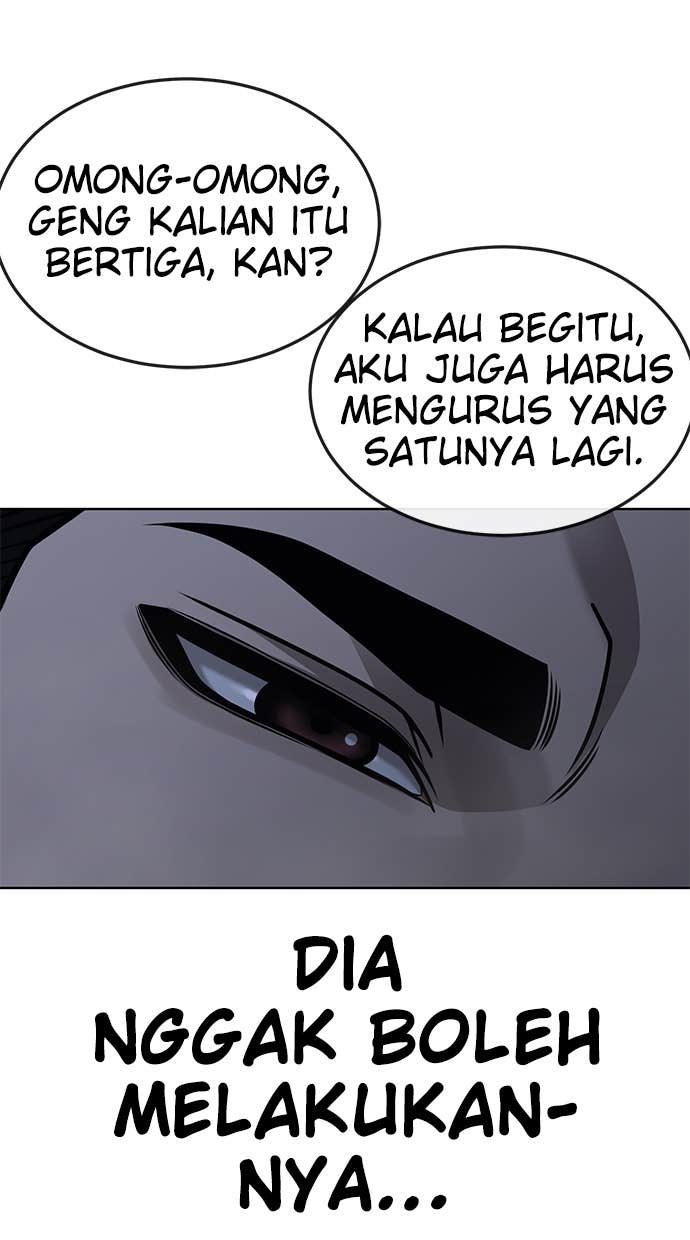 OMONG-OMONG,
GENG KALIAN ITU
BERTIGA, KAN?
KALAU BEGITU,
AKU JUGA HARUS
MENGURUS YANG
SATUNYA LAGI.
DIA
NGGAK BOLEH
MELAKUKAN-
NYA...